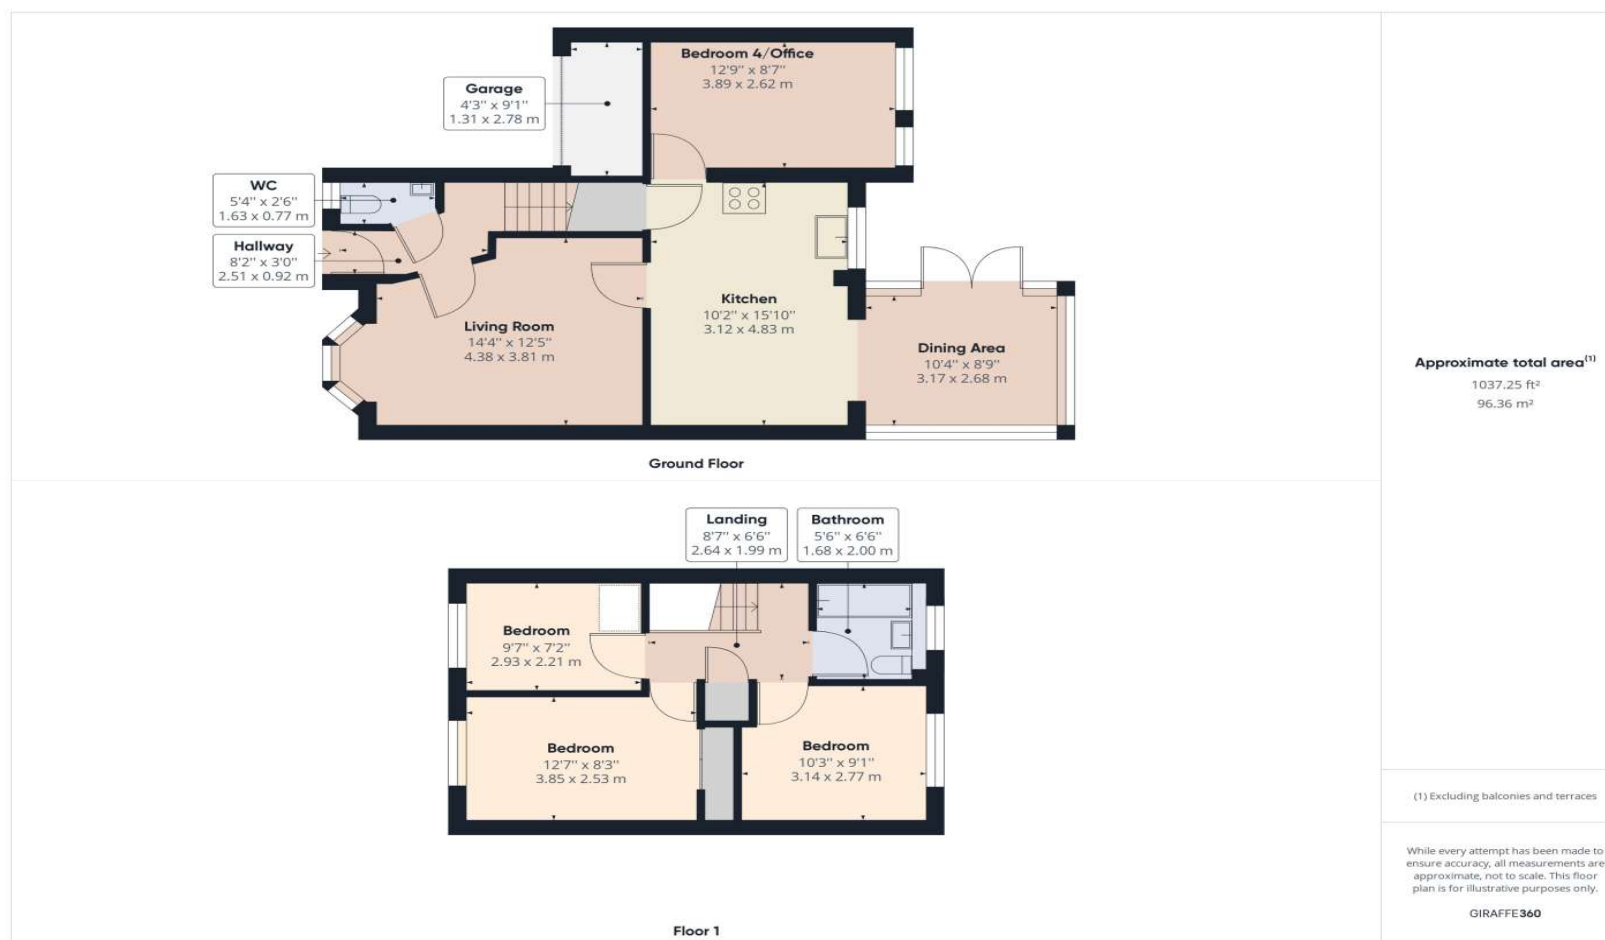 Bedroom 4/Office
12'9" x 8'7"
3.89 x 2.62 m
Garage
4'3" x 9'1"
1.31 x 2.78 m
WC
5'4" x 2'6"
1.63 x 0.77 m
Hallway
8'2" x 3'0"
2.51 x 0.92 m
Living Room
14'4" x 12'5"
4.38 x 3.81 m
Kitchen
10'2" x 15'10"
3.12 x 4.83 m
Dining Area
10'4" x 8'9"
3.17 x 2.68 m
Ground Floor
Landing
8'7" x 6'6"
2.64 x 1.99 m
Bathroom
5'6" x 6'6"
1.68 x 2.00 m
Bedroom
9'7" x 7'2"
2.93 x 2.21 m
Bedroom
12'7" x 8'3"
3.85 x 2.53 m
Bedroom
10'3" x 9'1"
3.14 x 2.77 m
Floor 1
Approximate total area(1)
1037.25 ft²
96.36 m²
(1) Excluding balconies and terraces
While every attempt has been made to
ensure accuracy, all measurements are
approximate, not to scale. This floor
plan is for illustrative purposes only.
GIRAFFE360